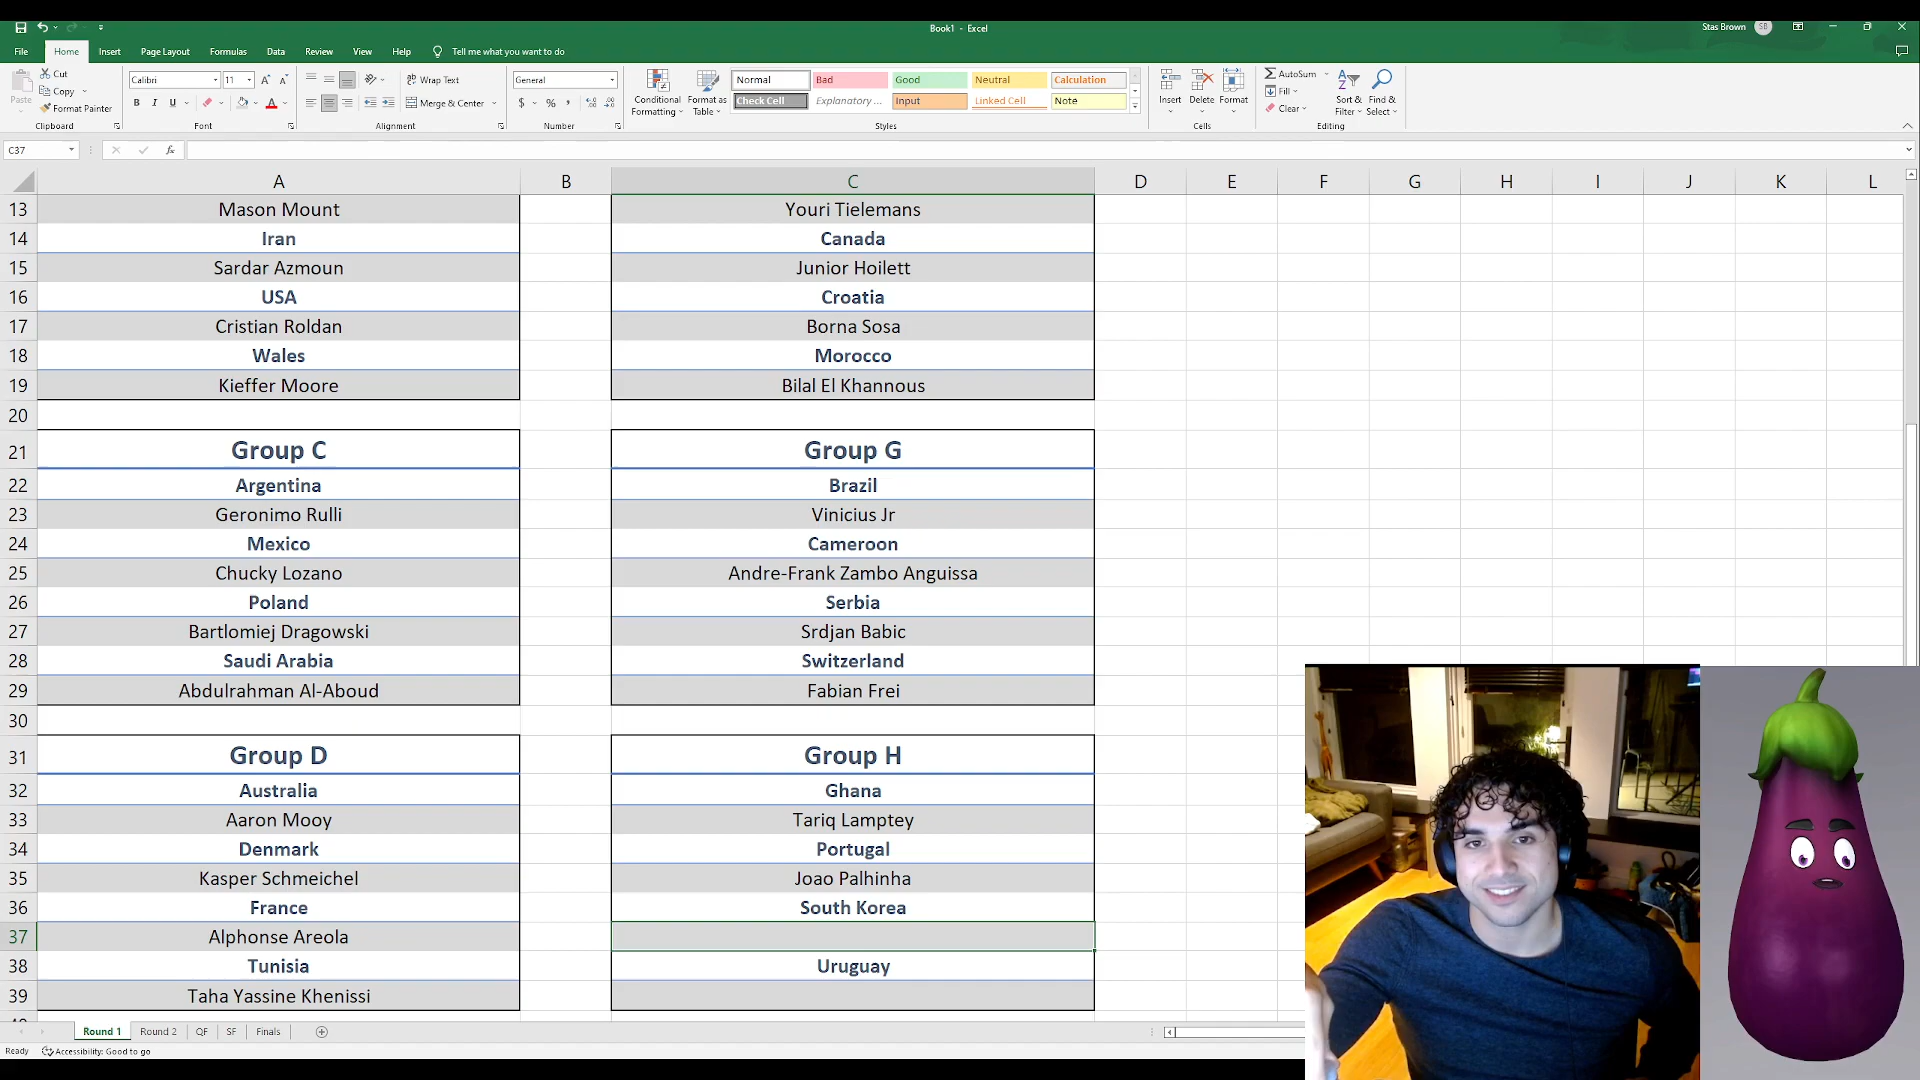 Book1 - Excel
Stas Brown
SB
File
Home
Insert
Page Layout
Formulas
Data
Review
View
Help
Tell me what you want to do
Paste
Cut
Copy
Format Painter
Clipboard
Calibri
11
B I U
Font
Wrap Text
Merge & Center
Alignment
General
$ % ,
Number
Conditional Formatting
Format as Table
Normal
Bad
Good
Neutral
Calculation
Check Cell
Explanatory ...
Input
Linked Cell
Note
Styles
Insert
Delete
Format
Cells
AutoSum
Fill
Clear
Sort & Filter
Find & Select
Editing
C37
fx
A B C D E F G H I J K L
13 Mason Mount Youri Tielemans
14 Iran Canada
15 Sardar Azmoun Junior Hoilett
16 USA Croatia
17 Cristian Roldan Borna Sosa
18 Wales Morocco
19 Kieffer Moore Bilal El Khannous
20
21 Group C Group G
22 Argentina Brazil
23 Geronimo Rulli Vinicius Jr
24 Mexico Cameroon
25 Chucky Lozano Andre-Frank Zambo Anguissa
26 Poland Serbia
27 Bartlomiej Dragowski Srdjan Babic
28 Saudi Arabia Switzerland
29 Abdulrahman Al-Aboud Fabian Frei
30
31 Group D Group H
32 Australia Ghana
33 Aaron Mooy Tariq Lamptey
34 Denmark Portugal
35 Kasper Schmeichel Joao Palhinha
36 France South Korea
37 Alphonse Areola
38 Tunisia Uruguay
39 Taha Yassine Khenissi
Round 1
Round 2
QF
SF
Finals
Ready
Accessibility: Good to go